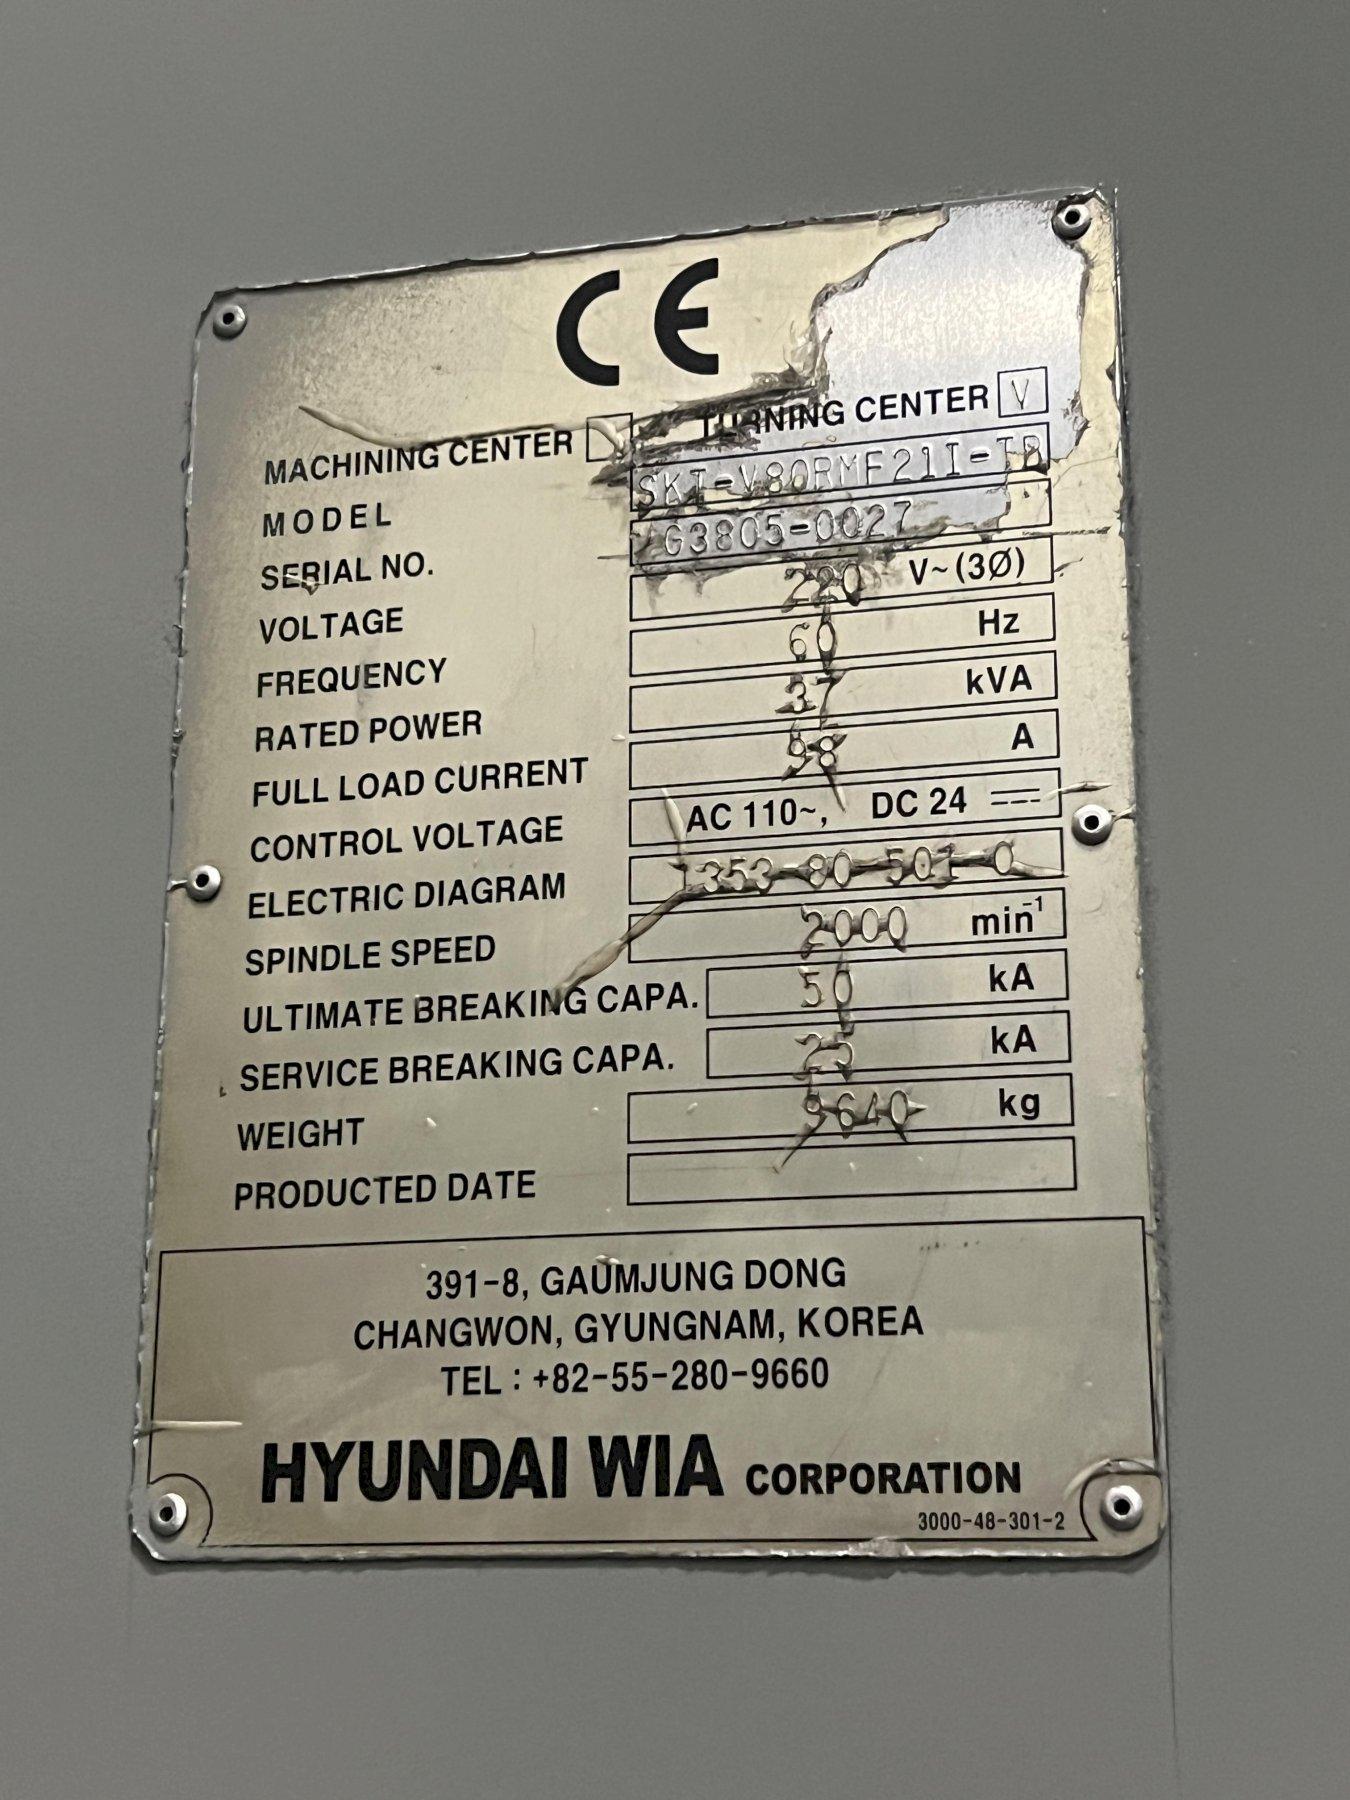 CE
MACHINING CENTER TURNING CENTER V
MODEL SKT-V80RMF21I-TB
SERIAL NO. G3805-0027
VOLTAGE 220 V~(3Ø)
FREQUENCY 60 Hz
RATED POWER 37 kVA
FULL LOAD CURRENT 98 A
CONTROL VOLTAGE AC 110~, DC 24 ⎓
ELECTRIC DIAGRAM 353-80-501-0
SPINDLE SPEED 2000 min⁻¹
ULTIMATE BREAKING CAPA. 50 kA
SERVICE BREAKING CAPA. 25 kA
WEIGHT 9640 kg
PRODUCTED DATE
391-8, GAUMJUNG DONG
CHANGWON, GYUNGNAM, KOREA
TEL : +82-55-280-9660
HYUNDAI WIA CORPORATION
3000-48-301-2